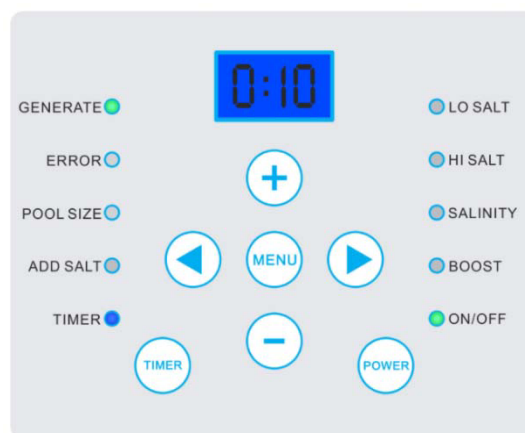 0:10
GENERATE
LO SALT
ERROR
HI SALT
+
POOL SIZE
SALINITY
ADD SALT
MENU
BOOST
TIMER
ON/OFF
-
TIMER
POWER